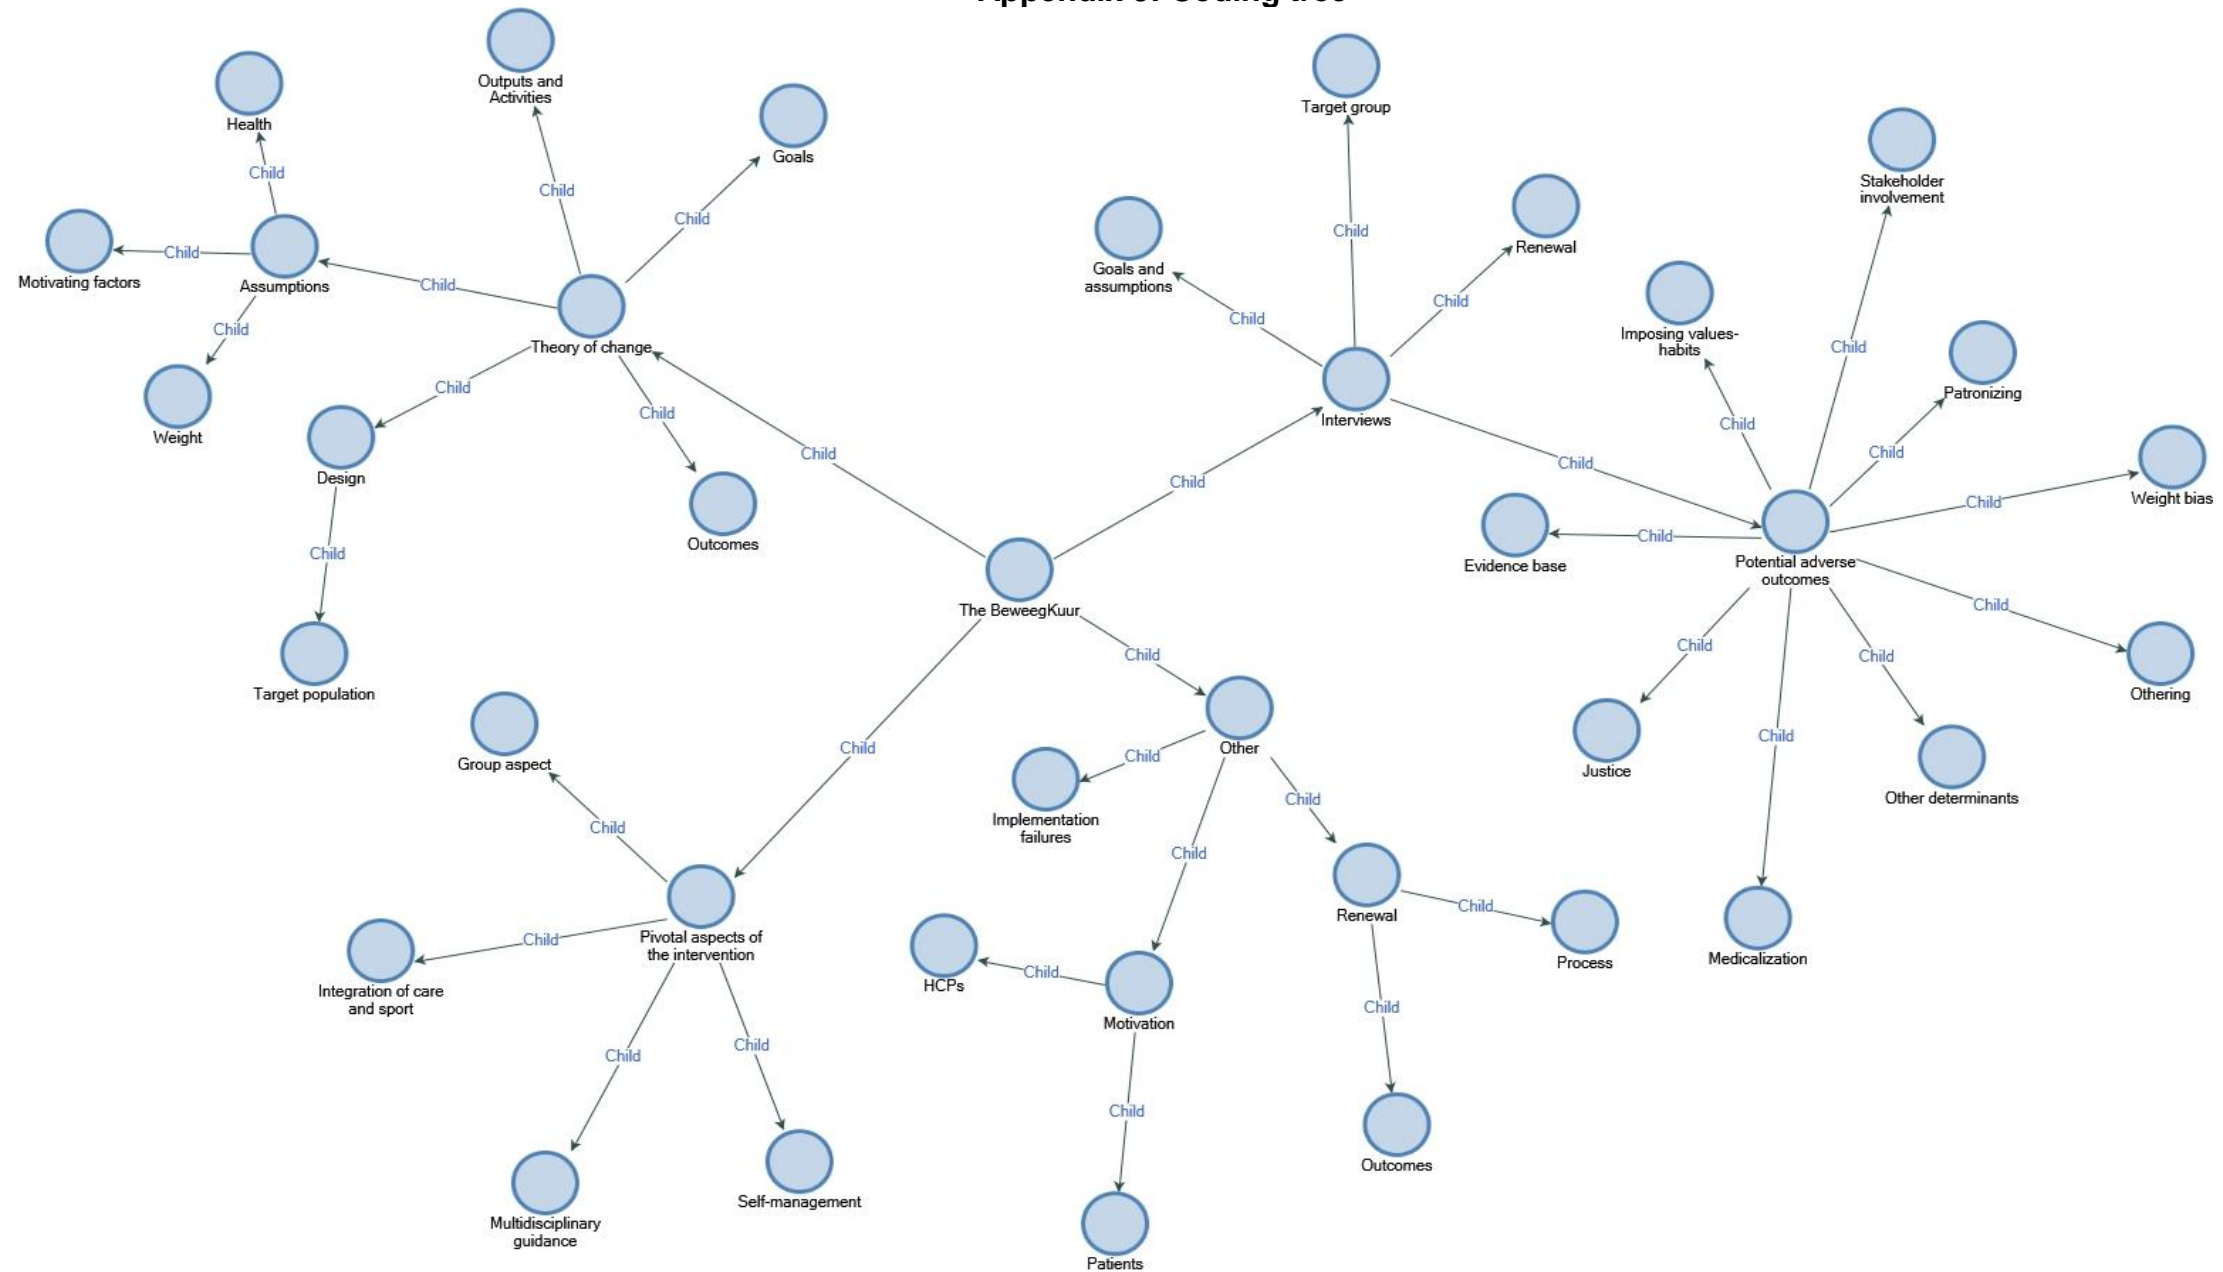 Appendix 3. Coding tree
Outputs and
Activities
Health
Goals
Child
Child
Child
Motivating factors
Child
Assumptions
Child
Theory of change
Child
Weight
Child
Design
Child
Outcomes
Child
Target population
Child
Target group
Goals and
assumptions
Child
Child
Renewal
Child
Interviews
Child
Child
Stakeholder
involvement
Imposing values-
habits
Child
Child
Patronizing
Child
Weight bias
Child
Evidence base
Child
Potential adverse
outcomes
Child
Othering
Child
Justice
Child
Other determinants
Child
Medicalization
The BeweegKuur
Child
Child
Other
Child
Implementation
failures
Child
Child
Renewal
Child
Process
Child
Outcomes
HCPs
Child
Motivation
Child
Patients
Group aspect
Child
Pivotal aspects of
the intervention
Child
Integration of care
and sport
Child
Child
Multidisciplinary
guidance
Self-management